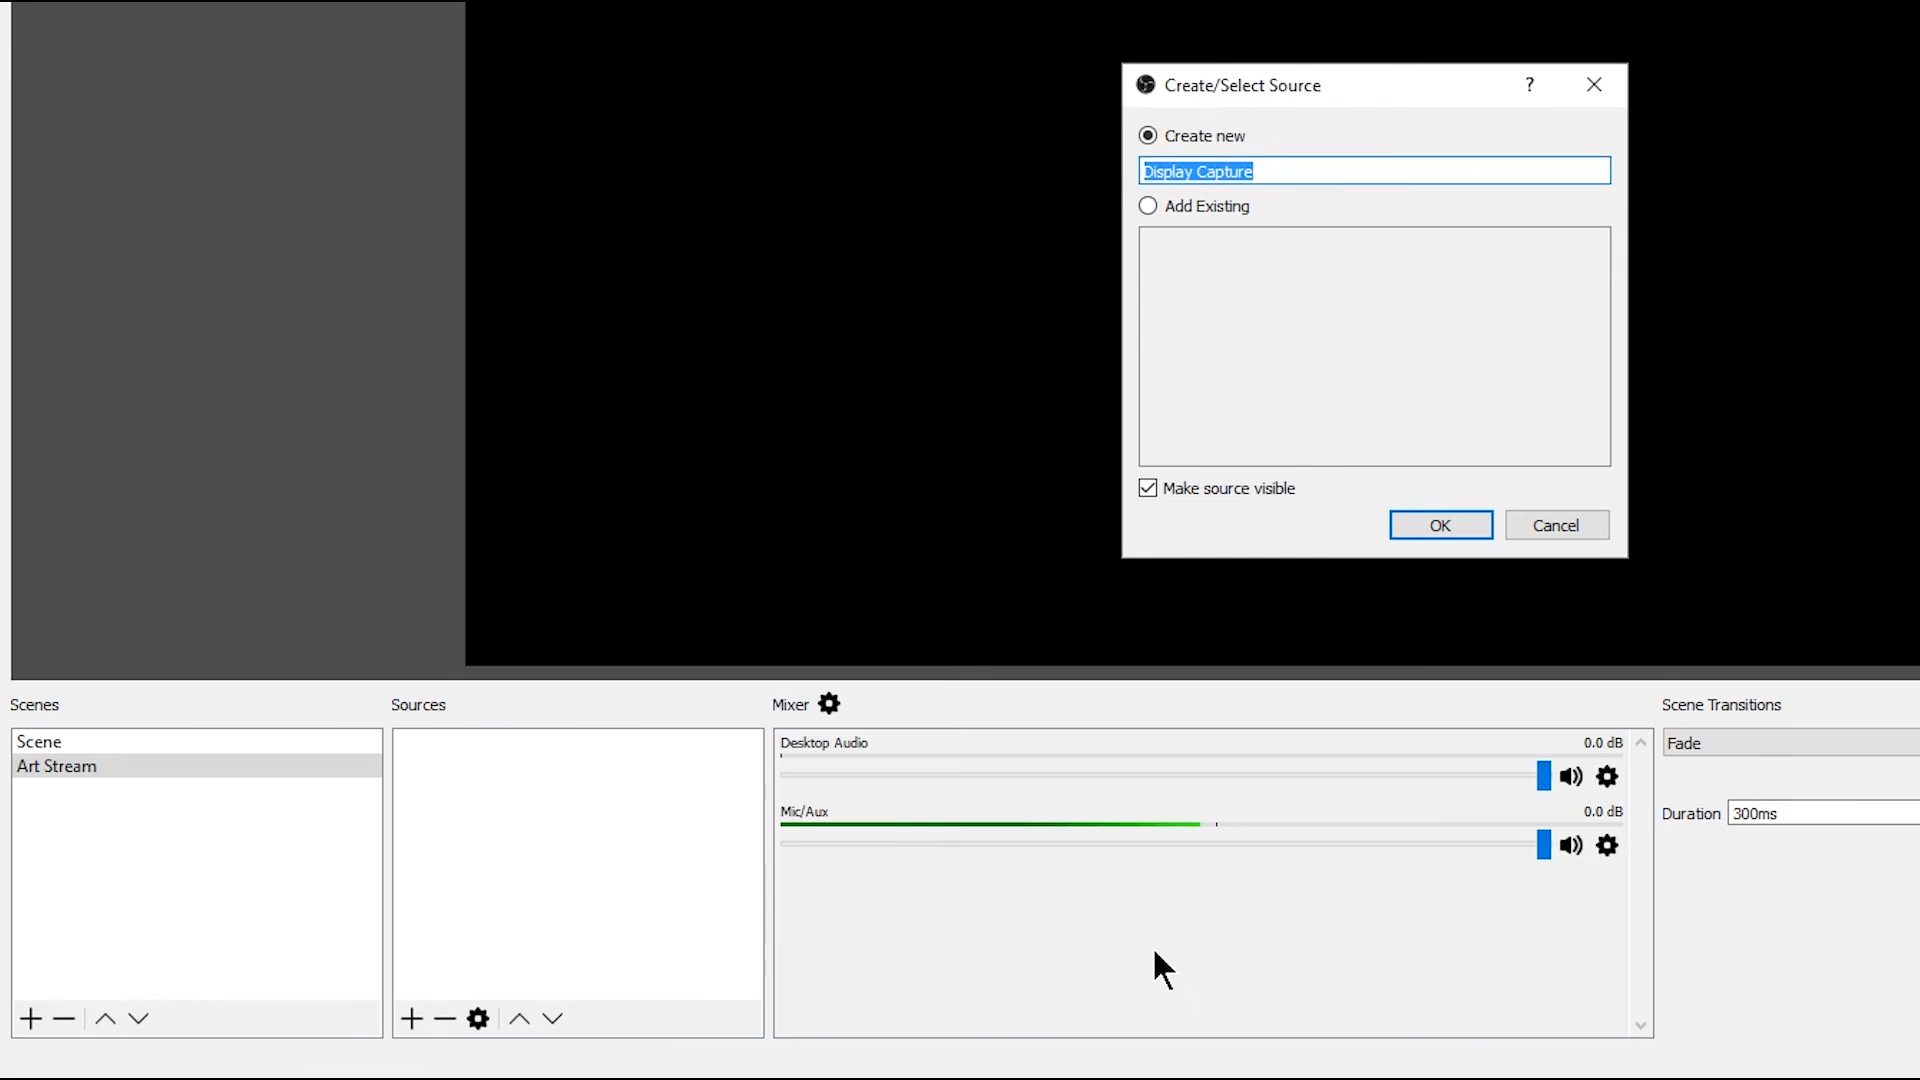 Create/Select Source
?
Create new
Display Capture
Add Existing
Make source visible
OK Cancel
Scenes
Scene
Art Stream
Sources
Mixer
Desktop Audio 0.0 dB
Mic/Aux 0.0 dB
Scene Transitions
Fade
Duration 300ms